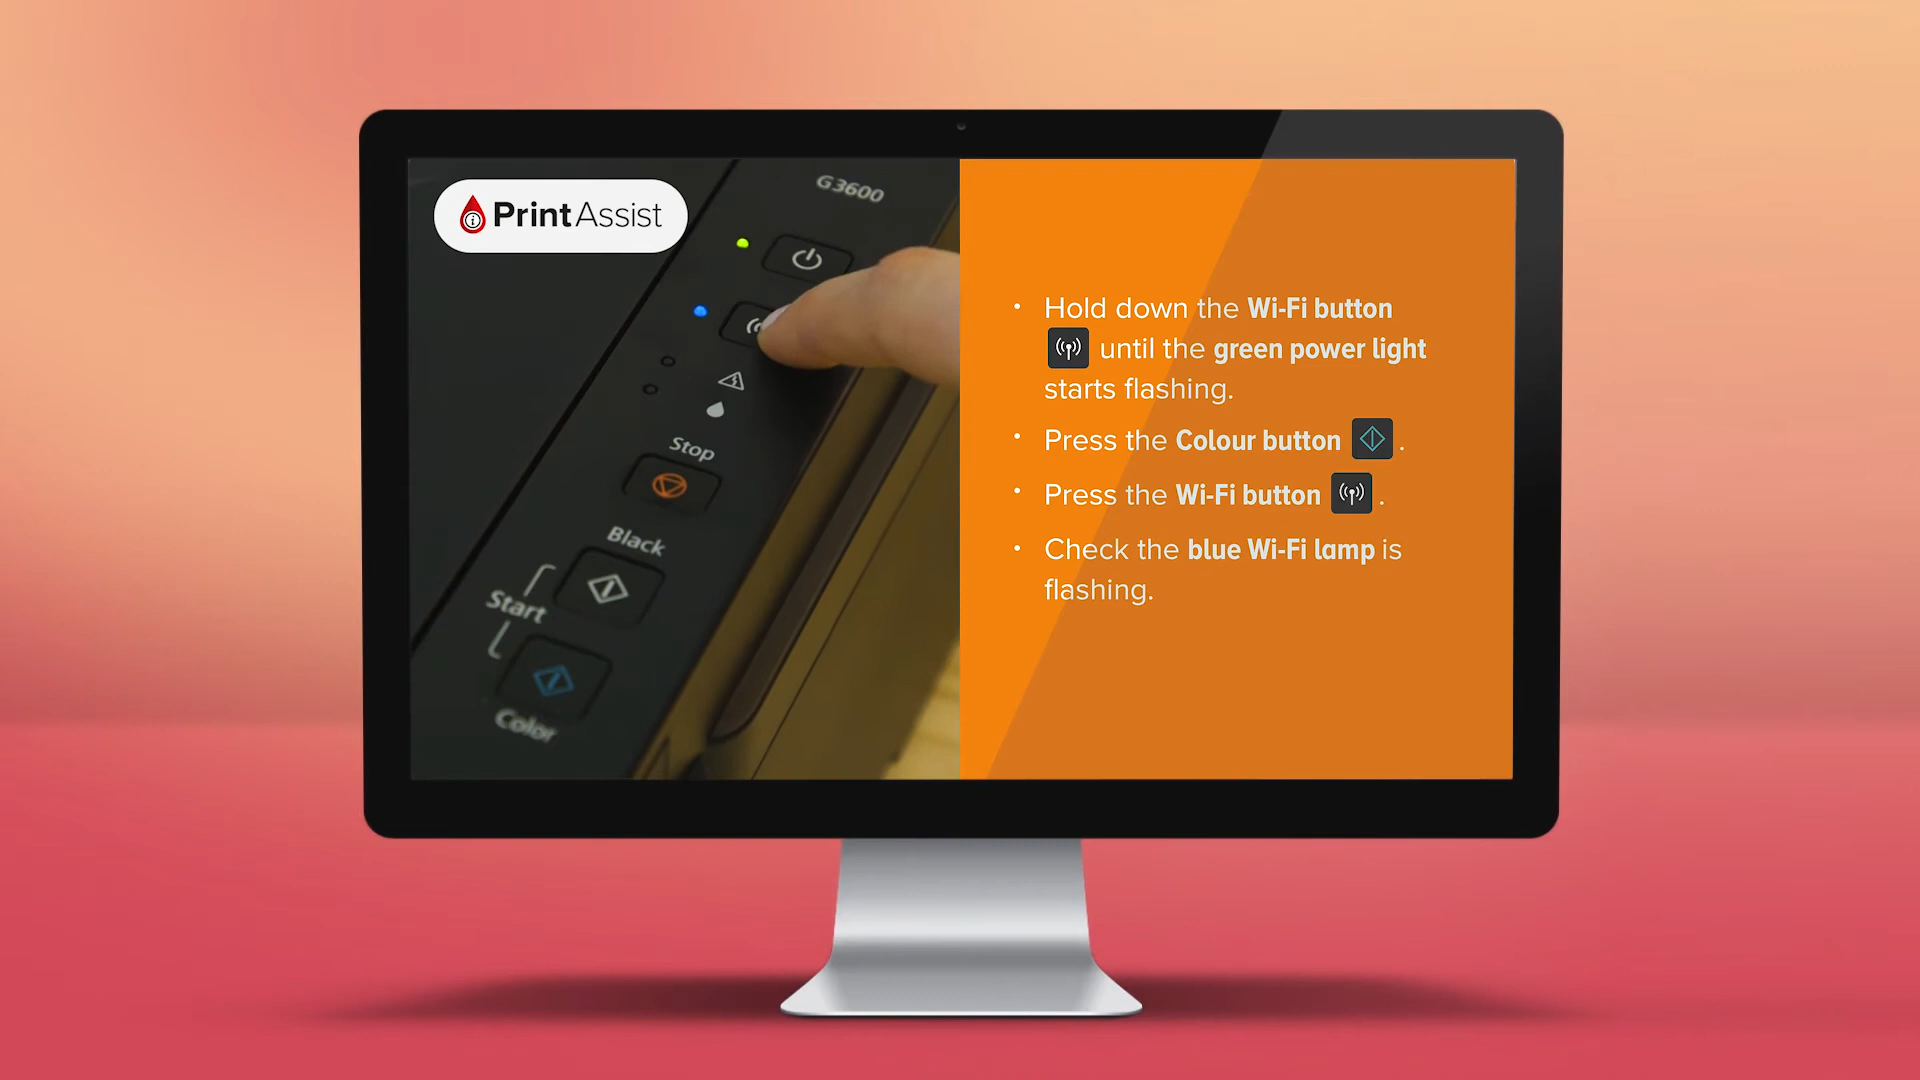 PrintAssist
G3600
Stop
Black
Start
Color
• Hold down the Wi-Fi button
until the green power light
starts flashing.
• Press the Colour button .
• Press the Wi-Fi button .
• Check the blue Wi-Fi lamp is
flashing.